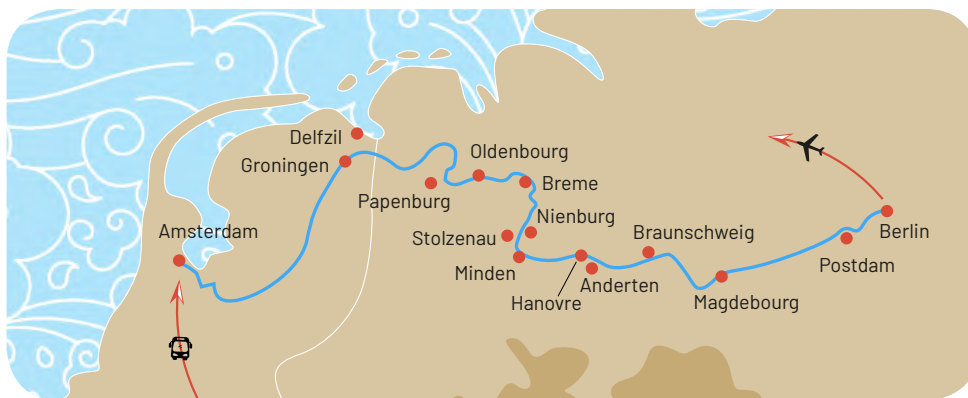 Delfzil
Groningen
Oldenbourg
Papenburg
Breme
Nienburg
Amsterdam
Stolzenau
Braunschweig
Berlin
Minden
Postdam
Anderten
Hanovre
Magdebourg